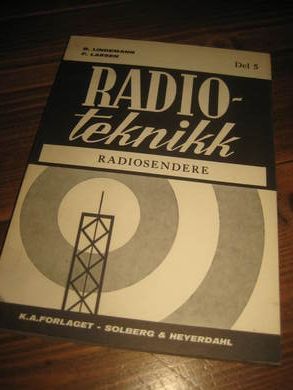 R. LINDEMANN
P. LARSEN
Del 5
RADIO-
teknikk
RADIOSENDERE
K.A.FORLAGET - SOLBERG & HEYERDAHL